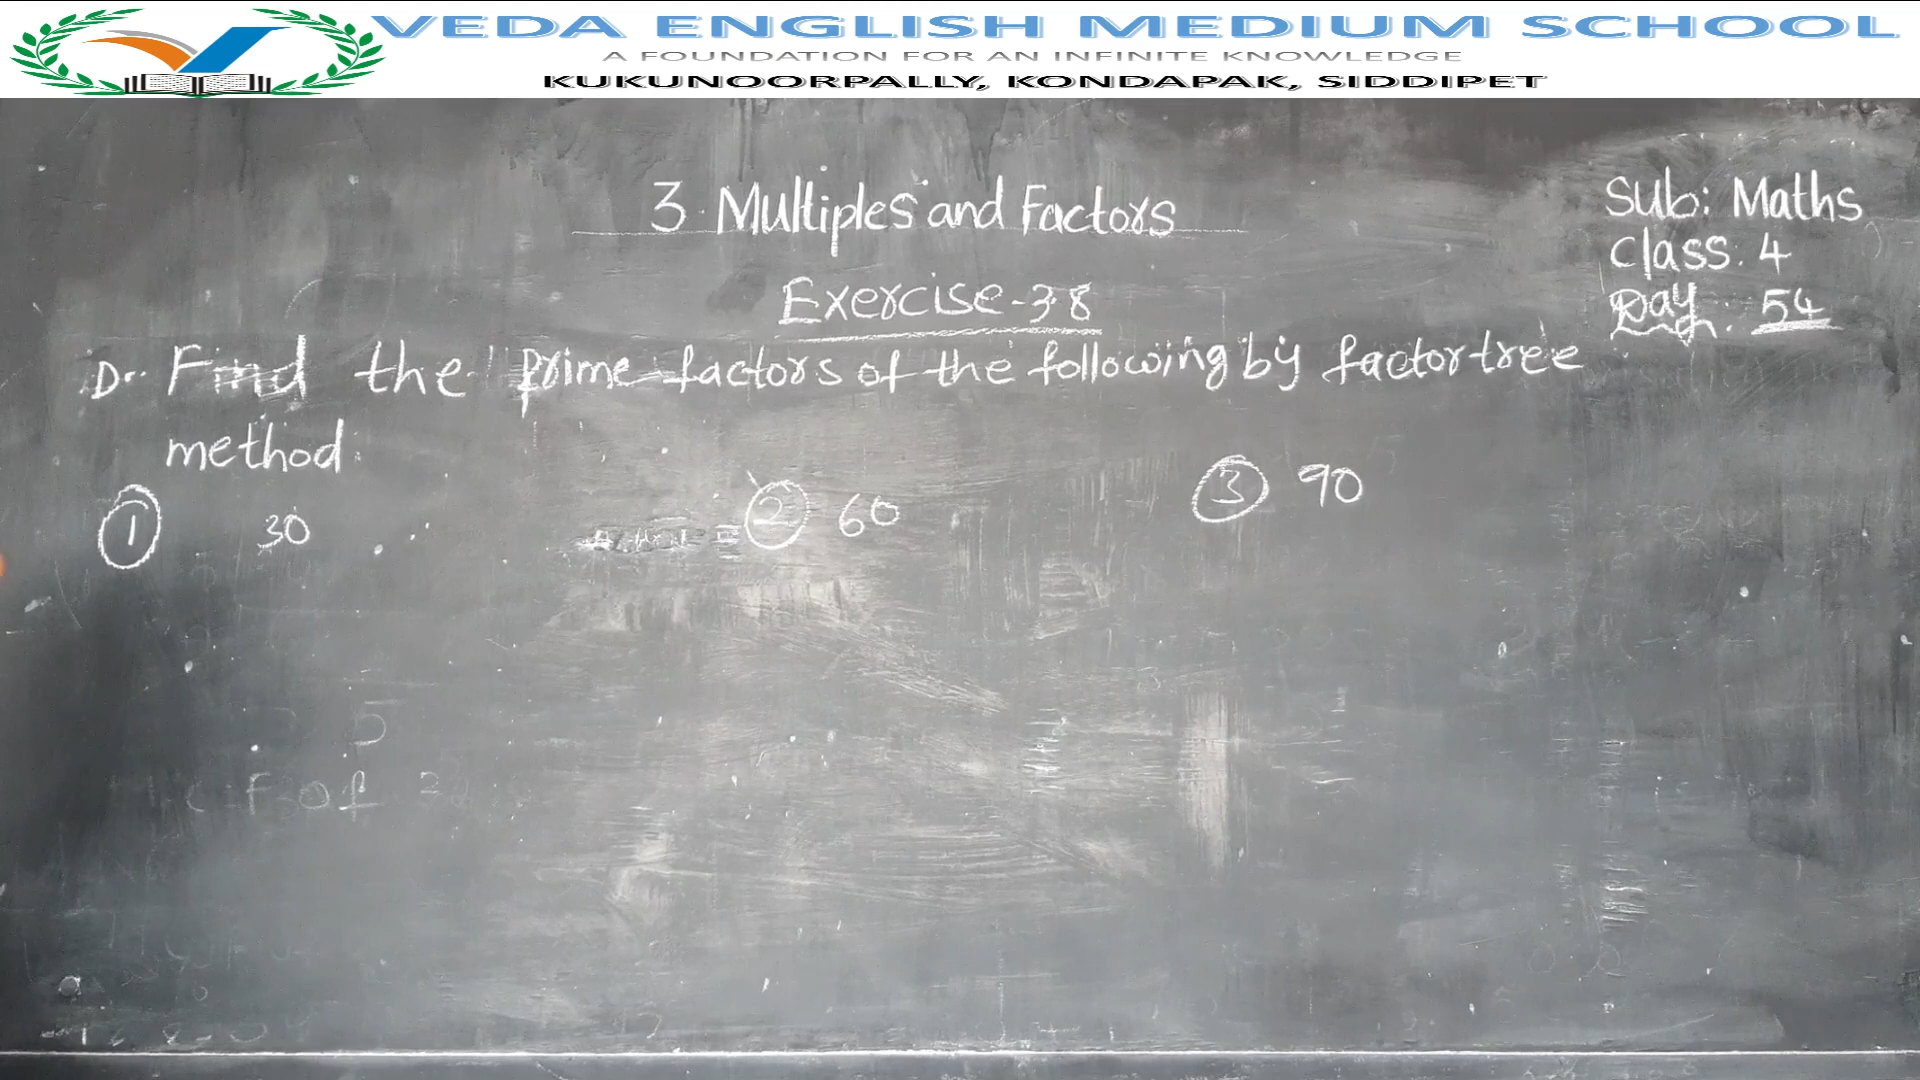 VEDA ENGLISH MEDIUM SCHOOL
A FOUNDATION FOR AN INFINITE KNOWLEDGE
KUKUNOORPALLY, KONDAPAK, SIDDIPET
3. Multiples and Factors
Sub: Maths
Class: 4
Day: 54
Exercise-3.8
D. Find the prime factors of the following by factor tree
method.
① 30
② 60
③ 90
5